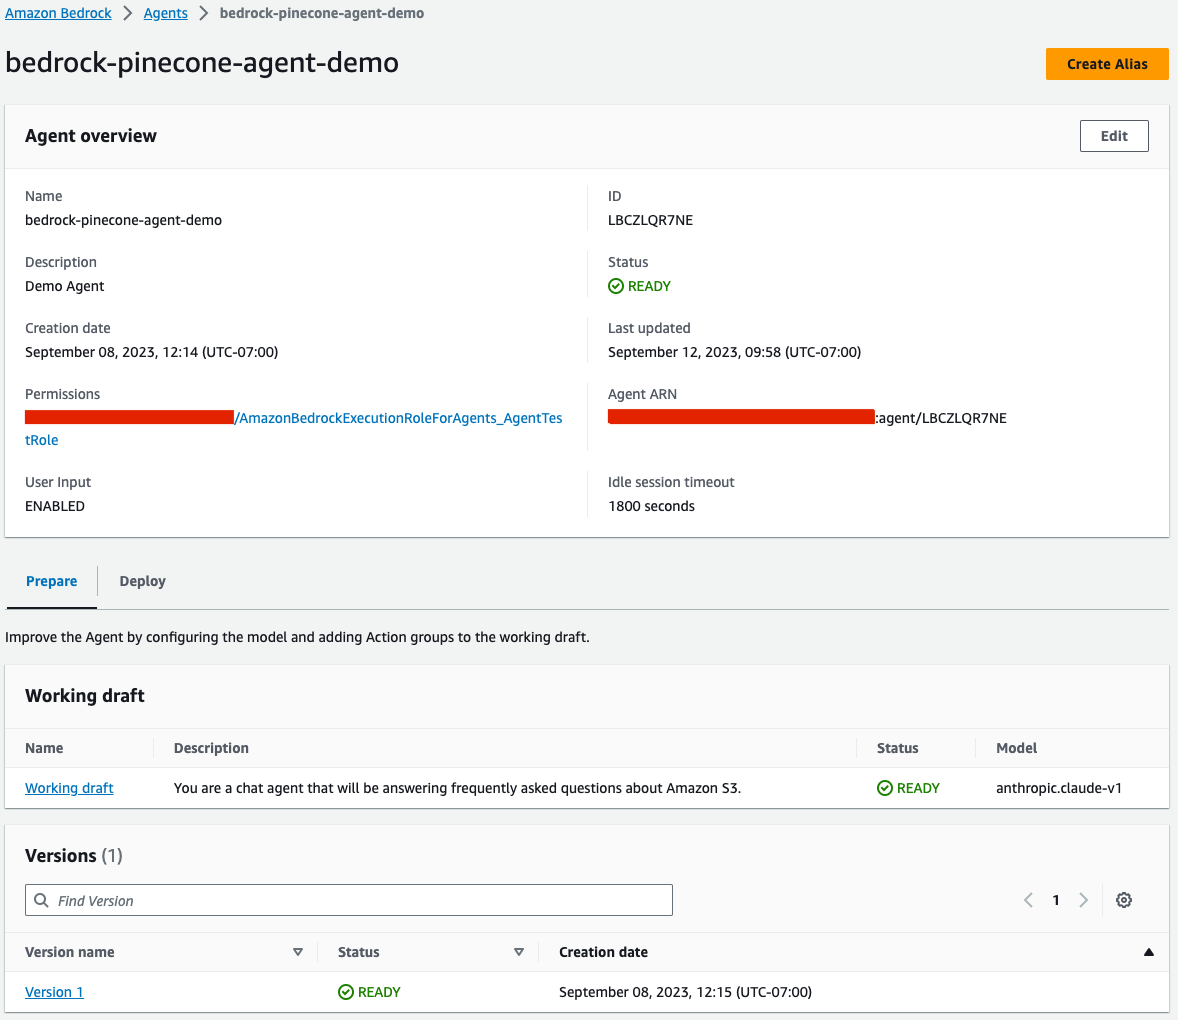 Amazon Bedrock > Agents > bedrock-pinecone-agent-demo
bedrock-pinecone-agent-demo
Create Alias
Agent overview
Edit
Name
bedrock-pinecone-agent-demo
ID
LBCZLQR7NE
Description
Demo Agent
Status
READY
Creation date
September 08, 2023, 12:14 (UTC-07:00)
Last updated
September 12, 2023, 09:58 (UTC-07:00)
Permissions
/AmazonBedrockExecutionRoleForAgents_AgentTes
tRole
Agent ARN
:agent/LBCZLQR7NE
User Input
ENABLED
Idle session timeout
1800 seconds
Prepare
Deploy
Improve the Agent by configuring the model and adding Action groups to the working draft.
Working draft
Name Description Status Model
Working draft You are a chat agent that will be answering frequently asked questions about Amazon S3. READY anthropic.claude-v1
Versions (1)
Find Version
1
Version name Status Creation date
Version 1 READY September 08, 2023, 12:15 (UTC-07:00)